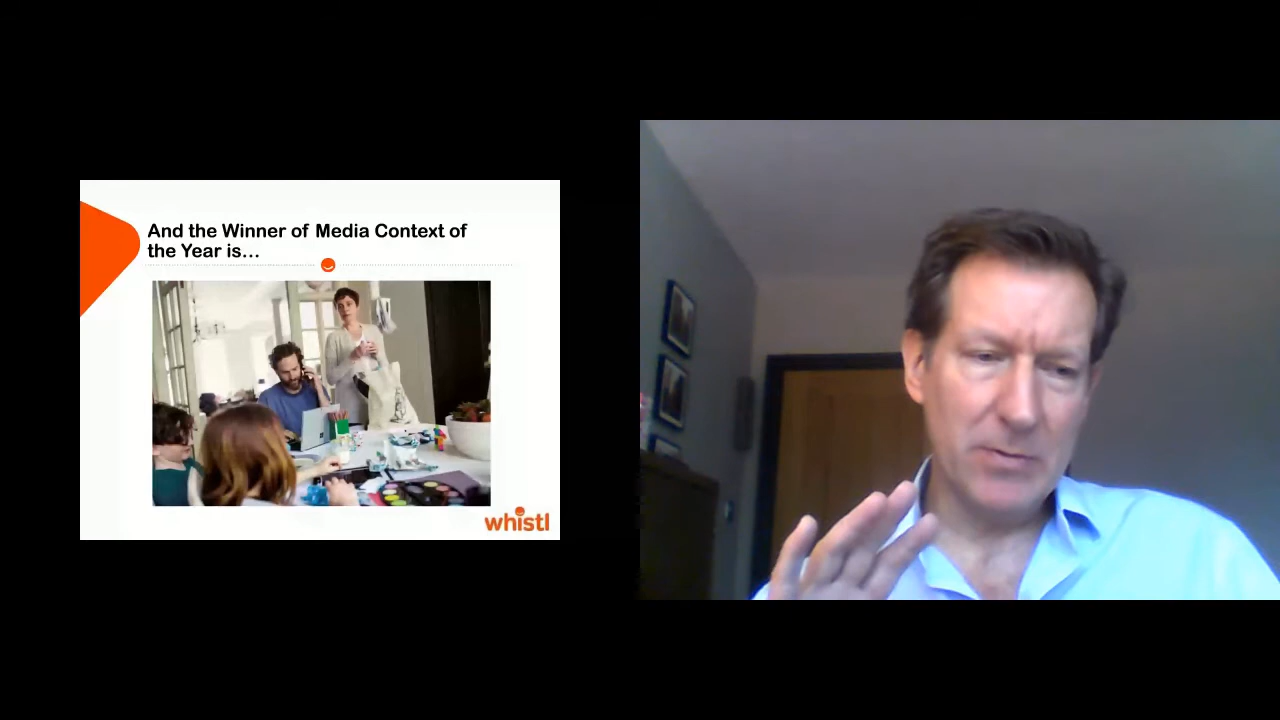 And the Winner of Media Context of
the Year is...
whistl